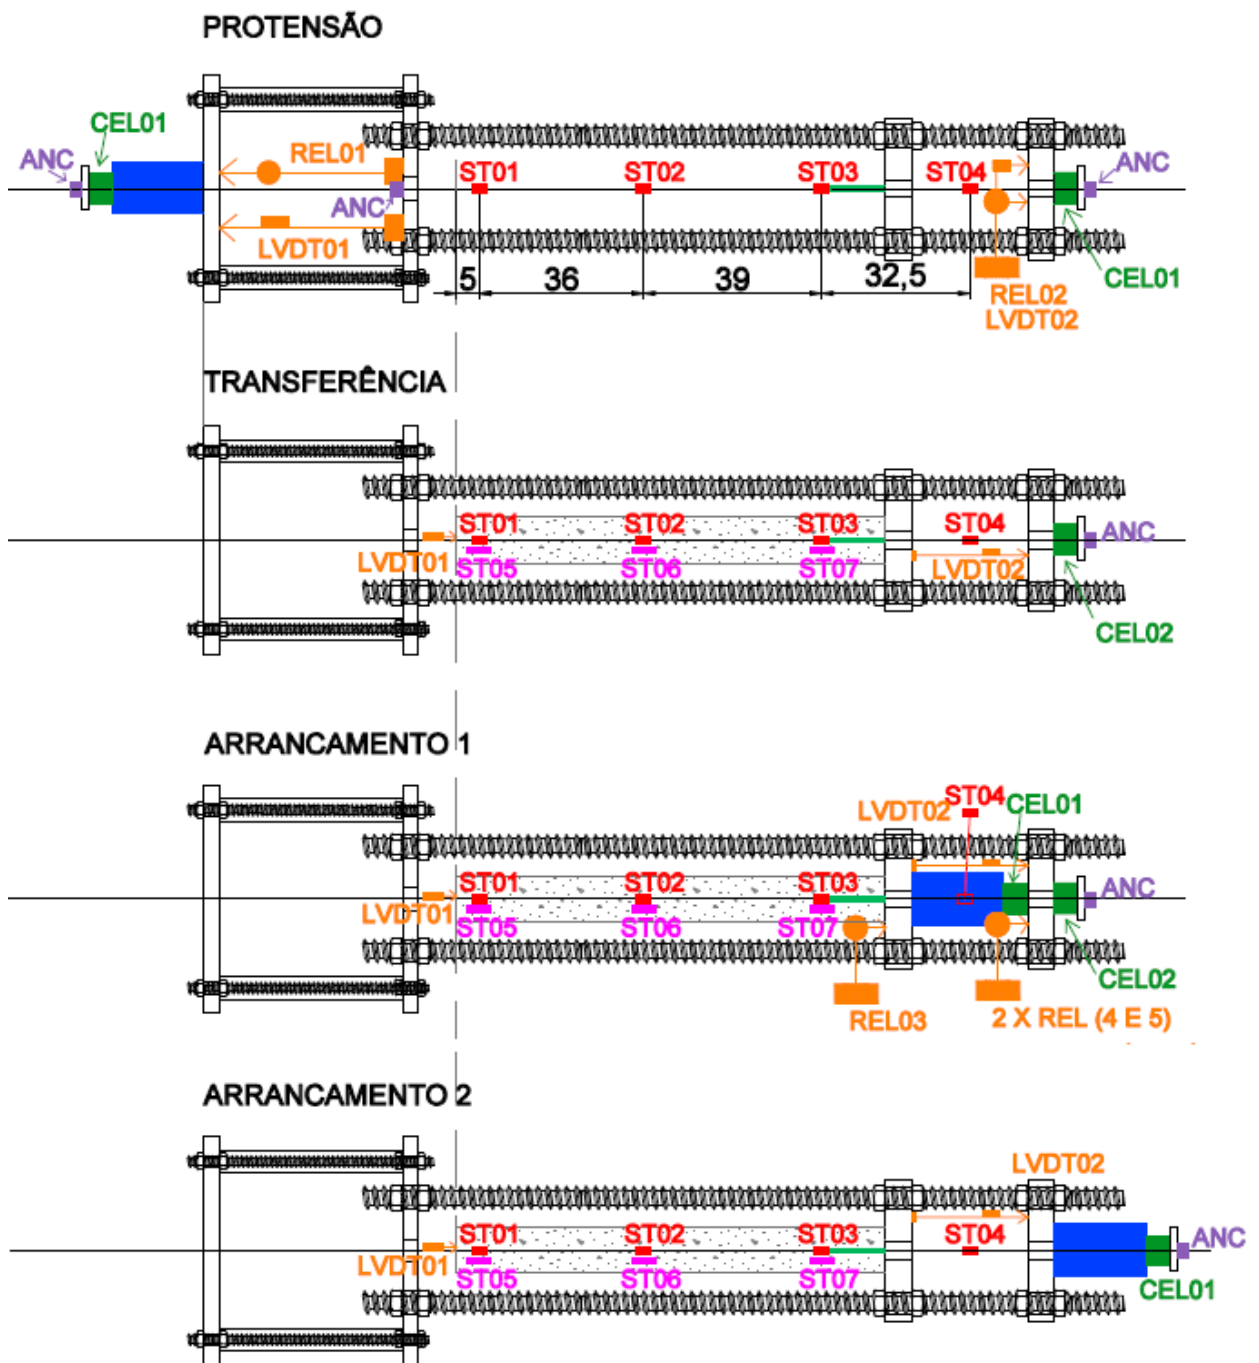 PROTENSÃO
CEL01
ANC
REL01
ANC
LVDT01
ST01
ST02
ST03
ST04
ANC
CEL01
5
36
39
32,5
REL02
LVDT02
TRANSFERÊNCIA
LVDT01
ST01
ST02
ST03
ST04
ST05
ST06
ST07
LVDT02
ANC
CEL02
ARRANCAMENTO 1
LVDT01
ST01
ST02
ST03
ST05
ST06
ST07
LVDT02
ST04
CEL01
ANC
CEL02
REL03
2 X REL (4 E 5)
ARRANCAMENTO 2
LVDT01
ST01
ST02
ST03
ST04
ST05
ST06
ST07
LVDT02
ANC
CEL01